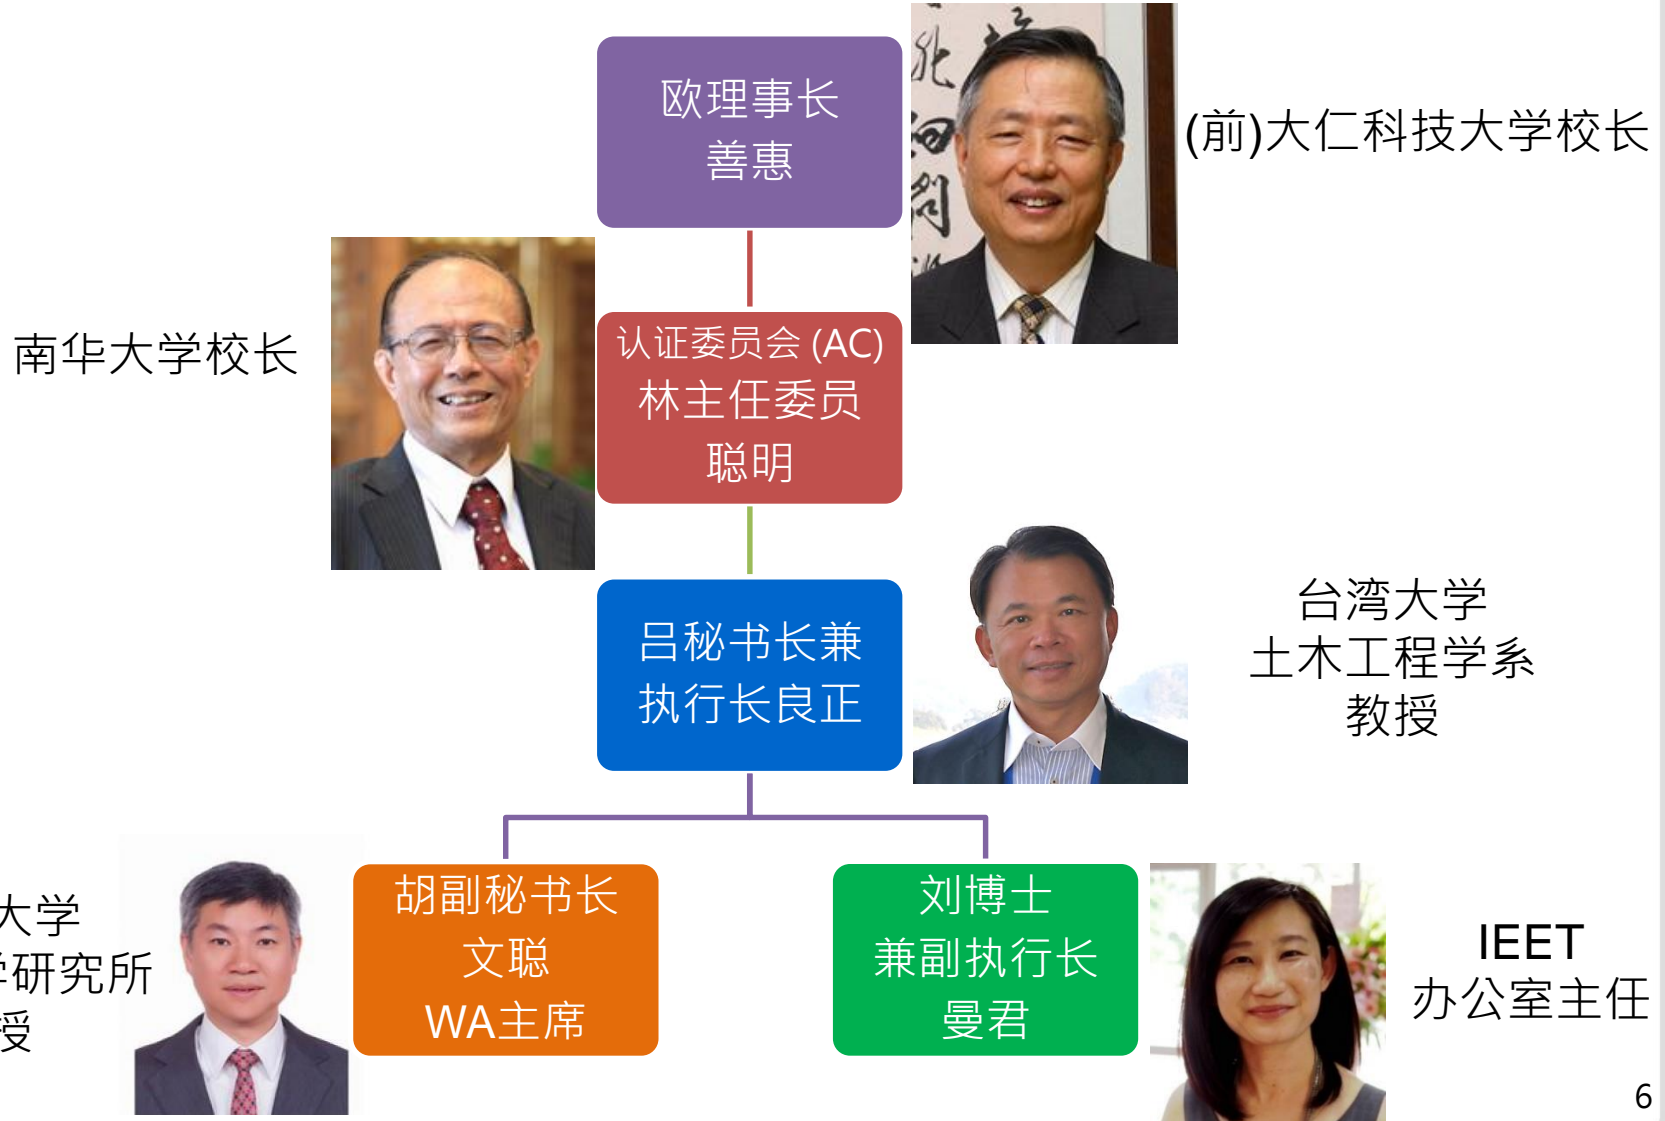 欧理事长
善惠
(前)大仁科技大学校长
南华大学校长
认证委员会 (AC)
林主任委员
聪明
吕秘书长兼
执行长良正
台湾大学
土木工程学系
教授
大学
学研究所
授
胡副秘书长
文聪
WA主席
刘博士
兼副执行长
曼君
IEET
办公室主任
6